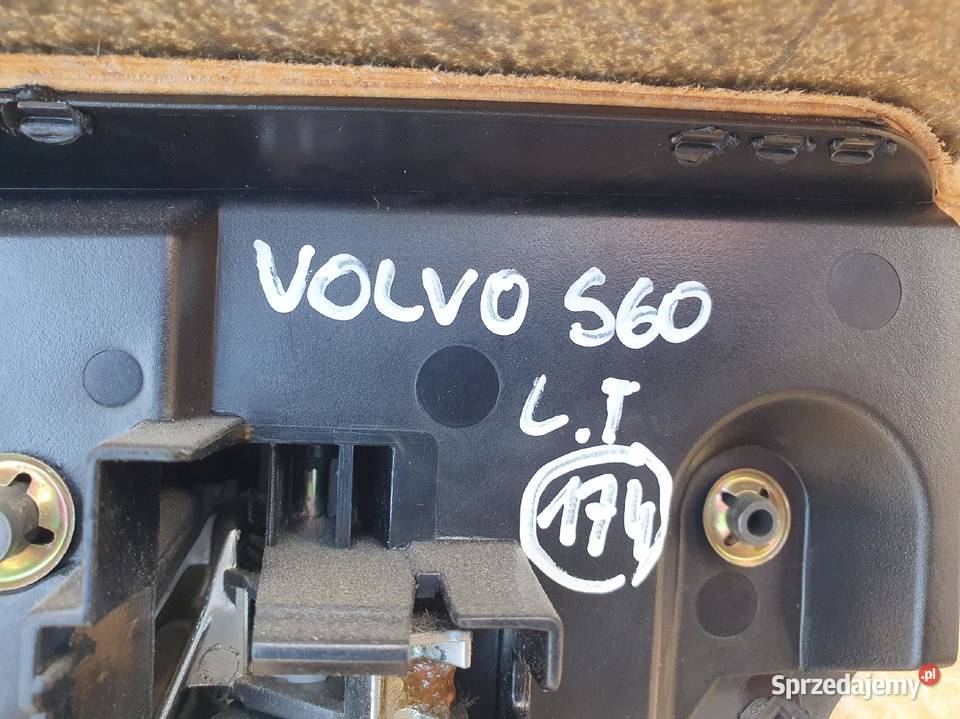 VOLVO S60
L.T
174
Sprzedajemy.pl